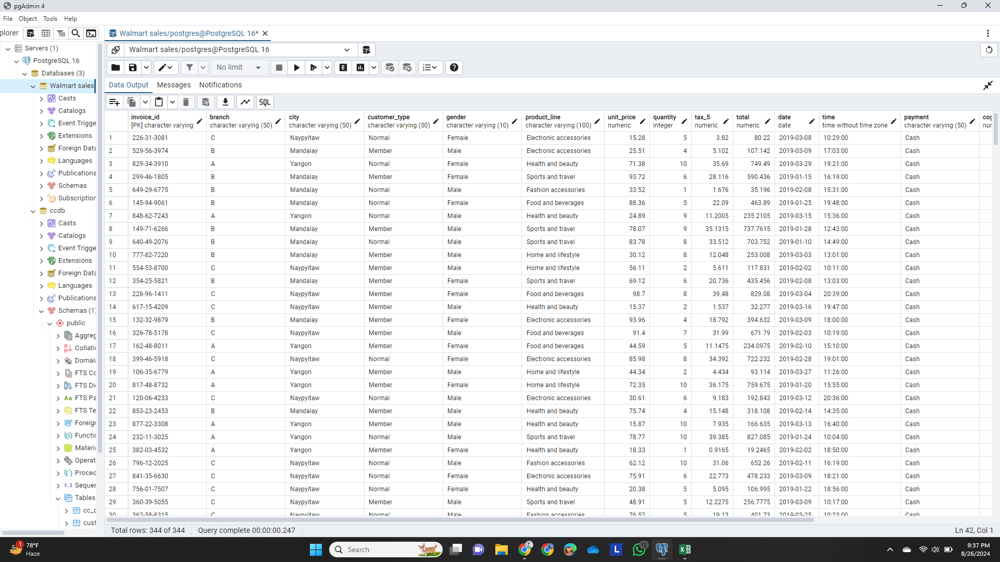 pgAdmin 4
File Object Tools Help
plorer
Walmart sales/postgres@PostgreSQL 16*
Servers (1)
PostgreSQL 16
Databases (3)
Walmart sales
Casts
Catalogs
Event Trigge
Extensions
Foreign Data
Languages
Publications
Schemas
Subscription
ccdb
Casts
Catalogs
Event Trigge
Extensions
Foreign Data
Languages
Publications
Schemas (1)
public
Aggreg
Collatio
Domai
FTS Co
FTS Di
FTS Pa
FTS Te
Foreign
Functio
Materia
Operat
Proced
1..3 Sequer
Tables
cc_c
cust
Walmart sales/postgres@PostgreSQL 16
No limit
Data Output Messages Notifications
SQL
invoice_id branch city customer_type gender product_line unit_price quantity tax_5 total date time payment cog
[PK] character varying character varying (50) character varying (50) character varying (50) character varying (10) character varying (100) numeric integer numeric numeric date time without time zone character varying (50) nur
1 226-31-3081 C Naypyitaw Normal Female Electronic accessories 15.28 5 3.82 80.22 2019-03-08 10:29:00 Cash
2 529-56-3974 B Mandalay Member Male Electronic accessories 25.51 4 5.102 107.142 2019-03-09 17:03:00 Cash
3 829-34-3910 A Yangon Normal Female Health and beauty 71.38 10 35.69 749.49 2019-03-29 19:21:00 Cash
4 299-46-1805 B Mandalay Member Female Sports and travel 93.72 6 28.116 590.436 2019-01-15 16:19:00 Cash
5 649-29-6775 B Mandalay Normal Male Fashion accessories 33.52 1 1.676 35.196 2019-02-08 15:31:00 Cash
6 145-94-9061 B Mandalay Normal Female Food and beverages 88.36 5 22.09 463.89 2019-01-25 19:48:00 Cash
7 848-62-7243 A Yangon Normal Male Health and beauty 24.89 9 11.2005 235.2105 2019-03-15 15:36:00 Cash
8 149-71-6266 B Mandalay Member Male Sports and travel 78.07 9 35.1315 737.7615 2019-01-28 12:43:00 Cash
9 640-49-2076 B Mandalay Normal Male Sports and travel 83.78 8 33.512 703.752 2019-01-10 14:49:00 Cash
10 777-82-7220 B Mandalay Member Male Home and lifestyle 30.12 8 12.048 253.008 2019-03-03 13:01:00 Cash
11 554-53-8700 C Naypyitaw Member Male Home and lifestyle 56.11 2 5.611 117.831 2019-02-02 10:11:00 Cash
12 354-25-5821 B Mandalay Member Female Sports and travel 69.12 6 20.736 435.456 2019-02-08 13:03:00 Cash
13 228-96-1411 C Naypyitaw Member Female Food and beverages 98.7 8 39.48 829.08 2019-03-04 20:39:00 Cash
14 617-15-4209 C Naypyitaw Member Male Health and beauty 15.37 2 1.537 32.277 2019-03-16 19:47:00 Cash
15 132-32-9879 B Mandalay Member Female Electronic accessories 93.96 4 18.792 394.632 2019-03-09 18:00:00 Cash
16 326-78-5178 C Naypyitaw Member Male Food and beverages 91.4 7 31.99 671.79 2019-02-03 10:19:00 Cash
17 162-48-8011 A Yangon Member Female Food and beverages 44.59 5 11.1475 234.0975 2019-02-10 15:10:00 Cash
18 399-46-5918 C Naypyitaw Normal Female Electronic accessories 85.98 8 34.392 722.232 2019-02-28 19:01:00 Cash
19 106-35-6779 A Yangon Member Male Home and lifestyle 44.34 2 4.434 93.114 2019-03-27 11:26:00 Cash
20 817-48-8732 A Yangon Member Female Home and lifestyle 72.35 10 36.175 759.675 2019-01-20 15:55:00 Cash
21 120-06-4233 C Naypyitaw Normal Male Electronic accessories 30.61 6 9.183 192.843 2019-03-12 20:36:00 Cash
22 853-23-2453 B Mandalay Member Male Health and beauty 75.74 4 15.148 318.108 2019-02-14 14:35:00 Cash
23 877-22-3308 A Yangon Member Male Health and beauty 15.87 10 7.935 166.635 2019-03-13 16:40:00 Cash
24 232-11-3025 A Yangon Normal Male Sports and travel 78.77 10 39.385 827.085 2019-01-24 10:04:00 Cash
25 382-03-4532 A Yangon Member Female Health and beauty 18.33 1 0.9165 19.2465 2019-02-02 18:50:00 Cash
26 796-12-2025 C Naypyitaw Normal Male Fashion accessories 62.12 10 31.06 652.26 2019-02-11 16:19:00 Cash
27 841-35-6630 C Naypyitaw Normal Female Electronic accessories 75.91 6 22.773 478.233 2019-03-09 18:21:00 Cash
28 756-01-7507 C Naypyitaw Normal Female Health and beauty 20.38 5 5.095 106.995 2019-01-22 18:56:00 Cash
29 360-39-5055 C Naypyitaw Member Male Sports and travel 48.91 5 12.2275 256.7775 2019-03-09 10:17:00 Cash
30 362-58-8315 C Naypyitaw Normal Male Fashion accessories 76.52 5 19.13 401.73 2019-03-25 10:23:00 Cash
Total rows: 344 of 344 Query complete 00:00:00.247 Ln 42, Col 1
1 78°F
Haze
Search
L
12
9:37 PM
8/26/2024